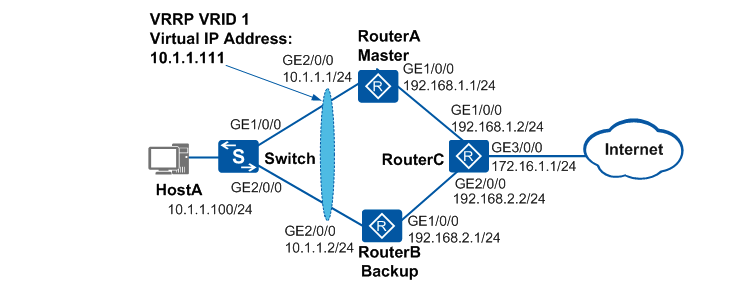 VRRP VRID 1
Virtual IP Address:
10.1.1.111
RouterA
Master
GE2/0/0
10.1.1.1/24
GE1/0/0
192.168.1.1/24
R
GE1/0/0
192.168.1.2/24
GE1/0/0
S
Switch
HostA
10.1.1.100/24
GE2/0/0
RouterC
R
GE3/0/0
172.16.1.1/24
Internet
GE2/0/0
192.168.2.2/24
GE2/0/0
10.1.1.2/24
R
GE1/0/0
192.168.2.1/24
RouterB
Backup